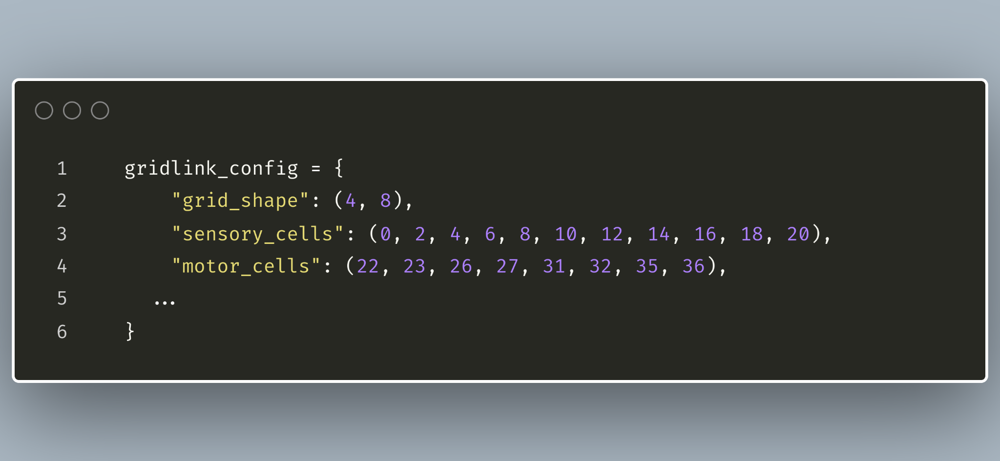 1 gridlink_config = {
2 "grid_shape": (4, 8),
3 "sensory_cells": (0, 2, 4, 6, 8, 10, 12, 14, 16, 18, 20),
4 "motor_cells": (22, 23, 26, 27, 31, 32, 35, 36),
5 ...
6 }